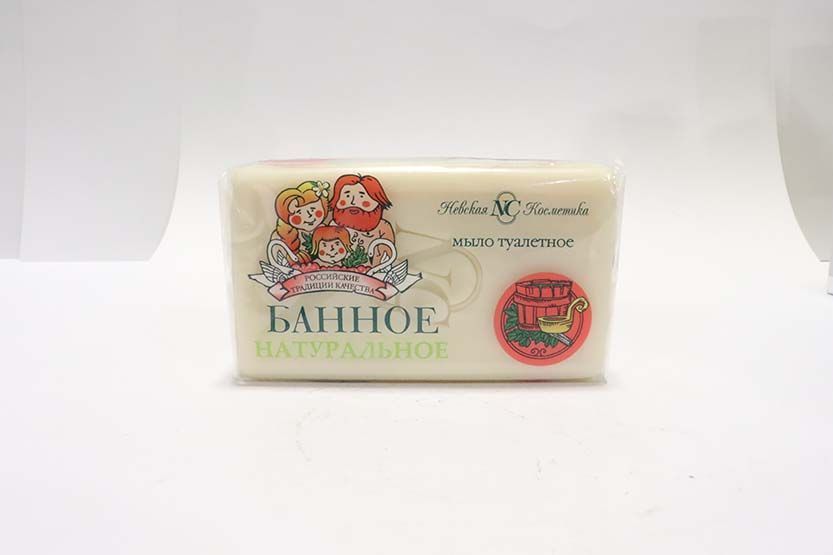 Невская NC Косметика
мыло туалетное
РОССИЙСКИЕ
ТРАДИЦИИ КАЧЕСТВА
БАННОЕ
НАТУРАЛЬНОЕ